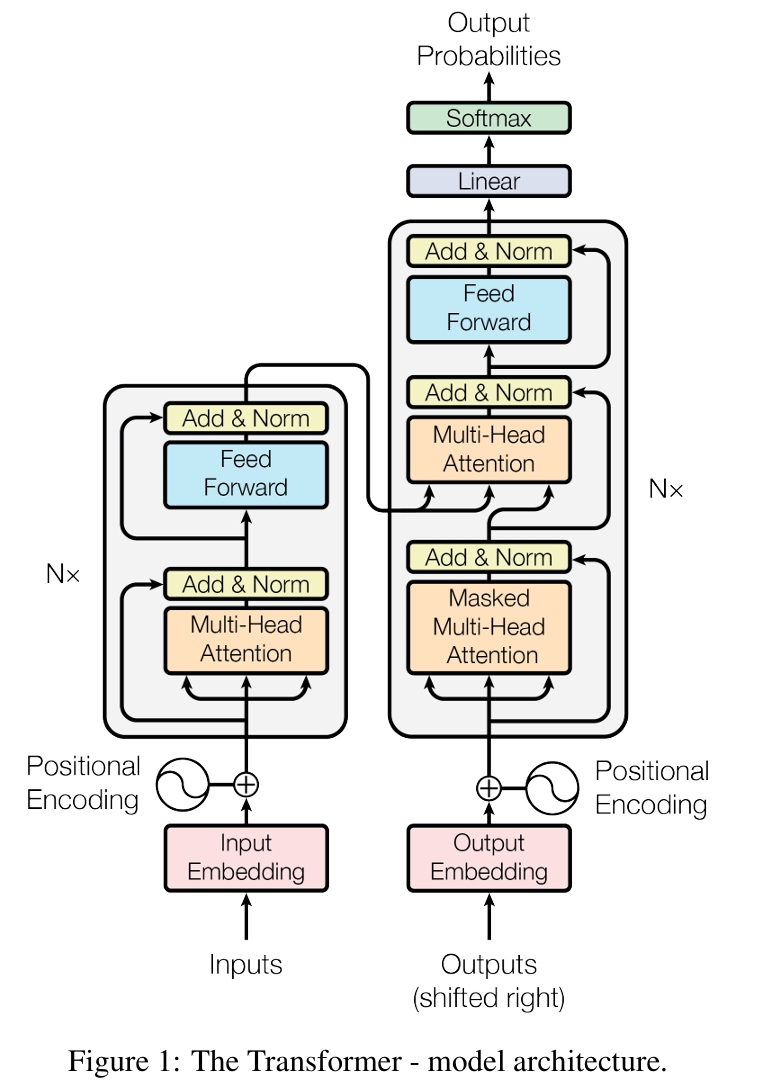 Output
Probabilities
Softmax
Linear
Add & Norm
Feed
Forward
Add & Norm
Multi-Head
Attention
Nx
Add & Norm
Masked
Multi-Head
Attention
Add & Norm
Feed
Forward
N×
Add & Norm
Multi-Head
Attention
Positional
Encoding
Positional
Encoding
Input
Embedding
Output
Embedding
Inputs
Outputs
(shifted right)
Figure 1: The Transformer - model architecture.